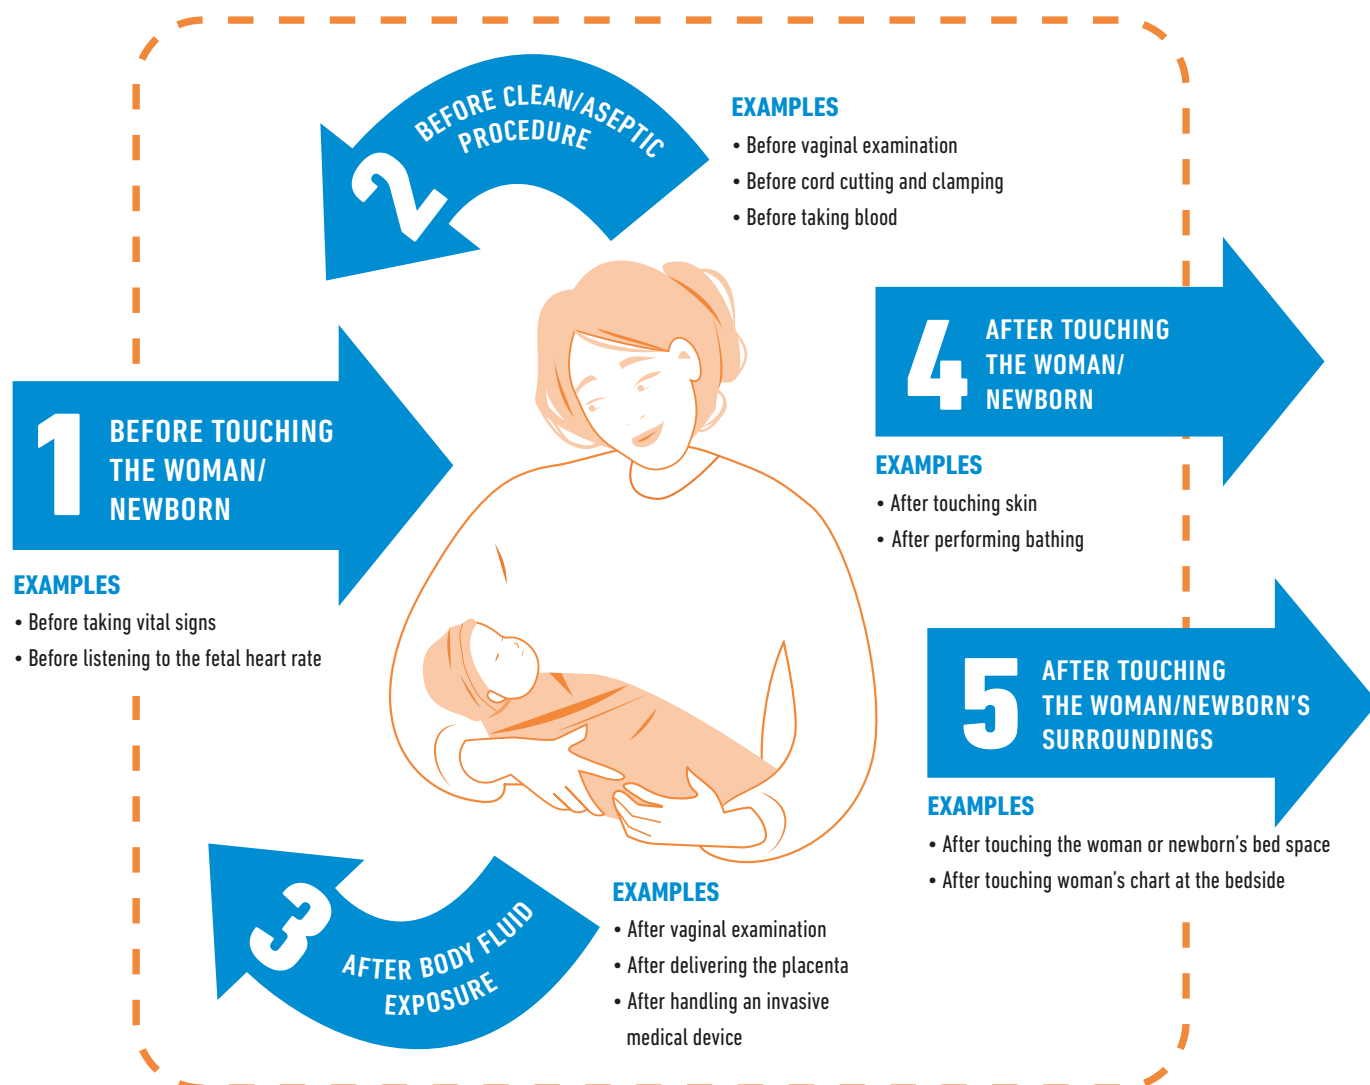 1
BEFORE TOUCHING
THE WOMAN/
NEWBORN
EXAMPLES
• Before taking vital signs
• Before listening to the fetal heart rate
2
BEFORE CLEAN/ASEPTIC
PROCEDURE
EXAMPLES
• Before vaginal examination
• Before cord cutting and clamping
• Before taking blood
3
AFTER BODY FLUID
EXPOSURE
EXAMPLES
• After vaginal examination
• After delivering the placenta
• After handling an invasive
medical device
4
AFTER TOUCHING
THE WOMAN/
NEWBORN
EXAMPLES
• After touching skin
• After performing bathing
5
AFTER TOUCHING
THE WOMAN/NEWBORN'S
SURROUNDINGS
EXAMPLES
• After touching the woman or newborn's bed space
• After touching woman's chart at the bedside